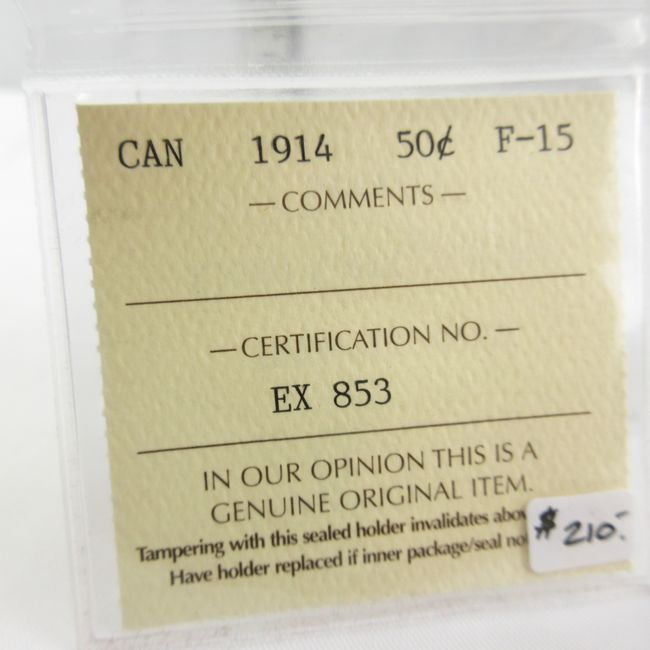 CAN 1914 50¢ F-15
— COMMENTS —
— CERTIFICATION NO. —
EX 853
IN OUR OPINION THIS IS A
GENUINE ORIGINAL ITEM.
Tampering with this sealed holder invalidates
Have holder replaced if inner package/seal
$210.-